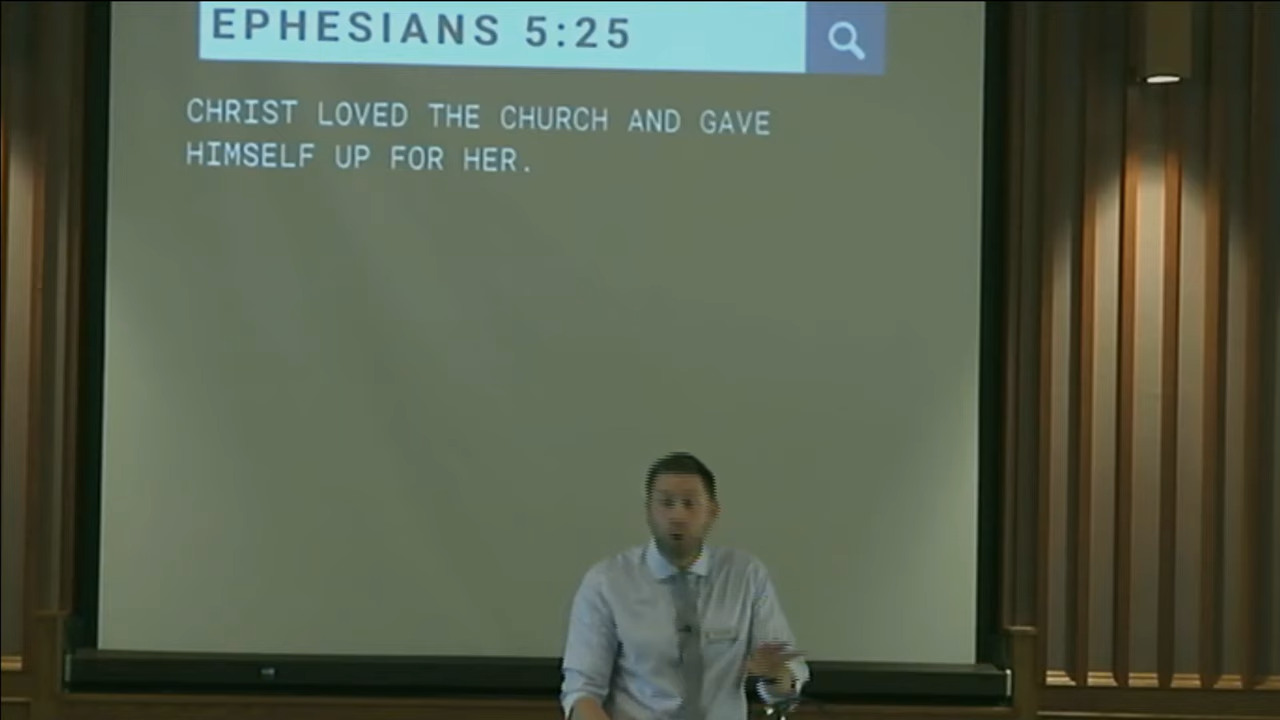 EPHESIANS 5:25
CHRIST LOVED THE CHURCH AND GAVE
HIMSELF UP FOR HER.